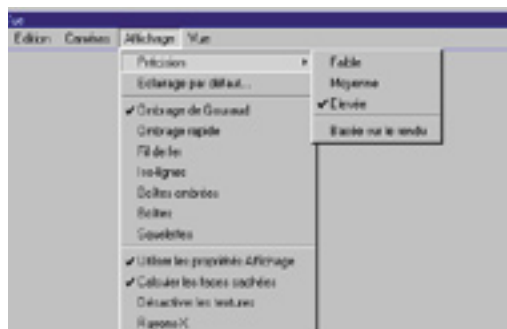 Vue
Edition Caméras Affichage Vue
Précision
Eclairage par défaut...
Ombrage de Gouraud
Ombrage rapide
Fil de fer
Iso-lignes
Boîtes ombrées
Boîtes
Squelettes
Utiliser les propriétés Affichage
Calculer les faces cachées
Désactiver les textures
Rayons X
Faible
Moyenne
Elevée
Basée sur le rendu